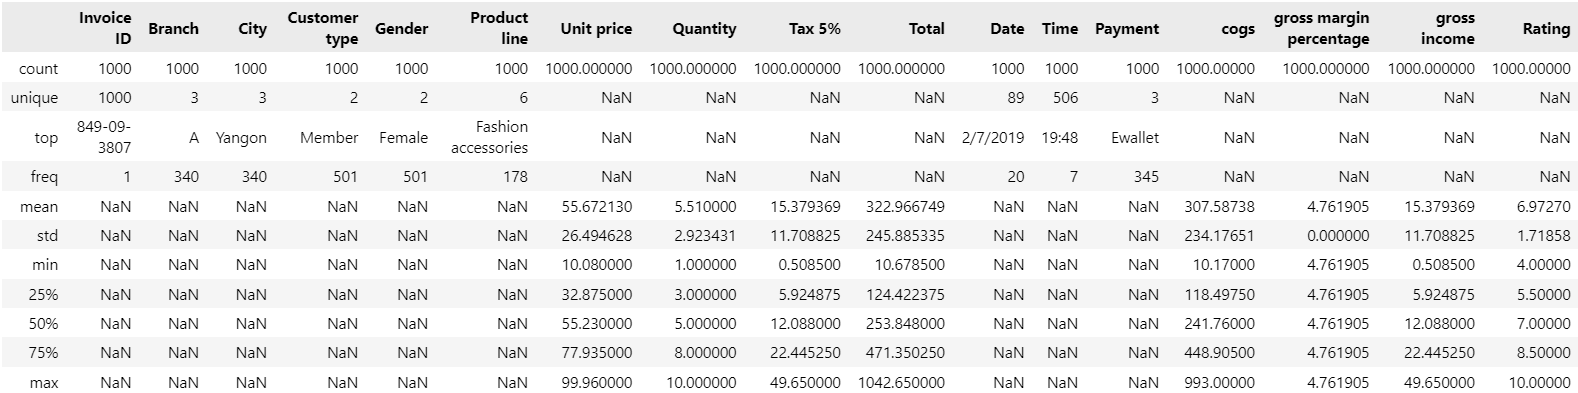 Invoice ID Branch City Customer type Gender Product line Unit price Quantity Tax 5% Total Date Time Payment cogs gross margin percentage gross income Rating
count 1000 1000 1000 1000 1000 1000 1000.000000 1000.000000 1000.000000 1000.000000 1000 1000 1000 1000.00000 1000.000000 1000.000000 1000.00000
unique 1000 3 3 2 2 6 NaN NaN NaN NaN 89 506 3 NaN NaN NaN NaN
top 849-09-3807 A Yangon Member Female Fashion accessories NaN NaN NaN NaN 2/7/2019 19:48 Ewallet NaN NaN NaN NaN
freq 1 340 340 501 501 178 NaN NaN NaN NaN 20 7 345 NaN NaN NaN NaN
mean NaN NaN NaN NaN NaN NaN 55.672130 5.510000 15.379369 322.966749 NaN NaN NaN 307.58738 4.761905 15.379369 6.97270
std NaN NaN NaN NaN NaN NaN 26.494628 2.923431 11.708825 245.885335 NaN NaN NaN 234.17651 0.000000 11.708825 1.71858
min NaN NaN NaN NaN NaN NaN 10.080000 1.000000 0.508500 10.678500 NaN NaN NaN 10.17000 4.761905 0.508500 4.00000
25% NaN NaN NaN NaN NaN NaN 32.875000 3.000000 5.924875 124.422375 NaN NaN NaN 118.49750 4.761905 5.924875 5.50000
50% NaN NaN NaN NaN NaN NaN 55.230000 5.000000 12.088000 253.848000 NaN NaN NaN 241.76000 4.761905 12.088000 7.00000
75% NaN NaN NaN NaN NaN NaN 77.935000 8.000000 22.445250 471.350250 NaN NaN NaN 448.90500 4.761905 22.445250 8.50000
max NaN NaN NaN NaN NaN NaN 99.960000 10.000000 49.650000 1042.650000 NaN NaN NaN 993.00000 4.761905 49.650000 10.00000